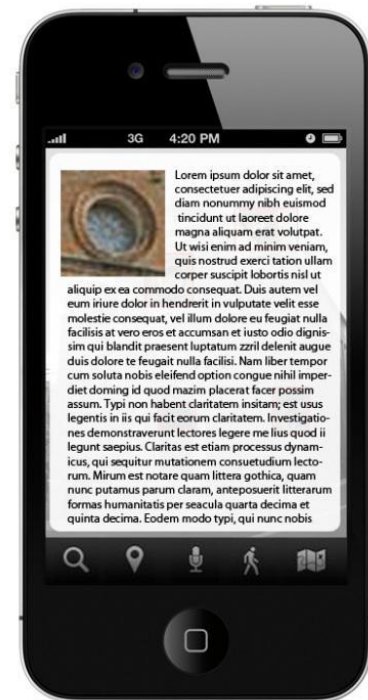 3G 4:20 PM
Lorem ipsum dolor sit amet,
consectetuer adipiscing elit, sed
diam nonummy nibh euismod
tincidunt ut laoreet dolore
magna aliquam erat volutpat.
Ut wisi enim ad minim veniam,
quis nostrud exerci tation ullam
corper suscipit lobortis nisl ut
aliquip ex ea commodo consequat. Duis autem vel
eum iriure dolor in hendrerit in vulputate velit esse
molestie consequat, vel illum dolore eu feugiat nulla
facilisis at vero eros et accumsan et iusto odio dignis-
sim qui blandit praesent luptatum zzril delenit augue
duis dolore te feugait nulla facilisi. Nam liber tempor
cum soluta nobis eleifend option congue nihil imper-
diet doming id quod mazim placerat facer possim
assum. Typi non habent claritatem insitam; est usus
legentis in iis qui facit eorum claritatem. Investigatio-
nes demonstraverunt lectores legere me lius quod ii
legunt saepius. Claritas est etiam processus dynam-
icus, qui sequitur mutationem consuetudium lecto-
rum. Mirum est notare quam littera gothica, quam
nunc putamus parum claram, anteposuerit litterarum
formas humanitatis per seacula quarta decima et
quinta decima. Eodem modo typi, qui nunc nobis